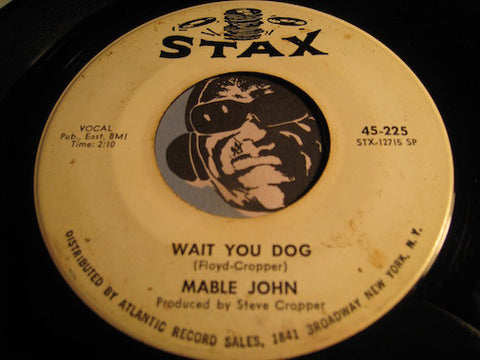 STAX
VOCAL
Pub., East, BMI
Time: 2:10
45-225
STX-12715 SP
WAIT YOU DOG
(Floyd-Cropper)
MABLE JOHN
Produced by Steve Cropper
DISTRIBUTED BY ATLANTIC RECORD SALES, 1841 BROADWAY NEW YORK, N.Y.